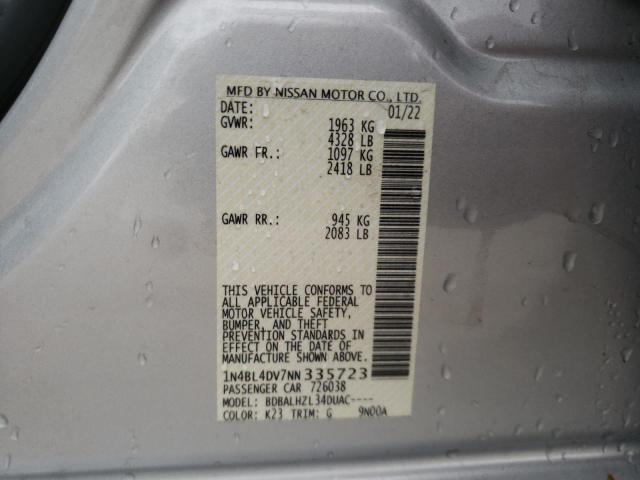 MFD BY NISSAN MOTOR CO., LTD.
DATE: 01/22
GVWR: 1963 KG
4328 LB
GAWR FR: 1097 KG
2418 LB
GAWR RR: 945 KG
2083 LB
THIS VEHICLE CONFORMS TO
ALL APPLICABLE FEDERAL
MOTOR VEHICLE SAFETY,
BUMPER, AND THEFT
PREVENTION STANDARDS IN
EFFECT ON THE DATE OF
MANUFACTURE SHOWN ABOVE.
1N4BL4DV7NN335723
PASSENGER CAR 726038
MODEL: BDBALHZL34DUAC----
COLOR: K23 TRIM: G 9N00A